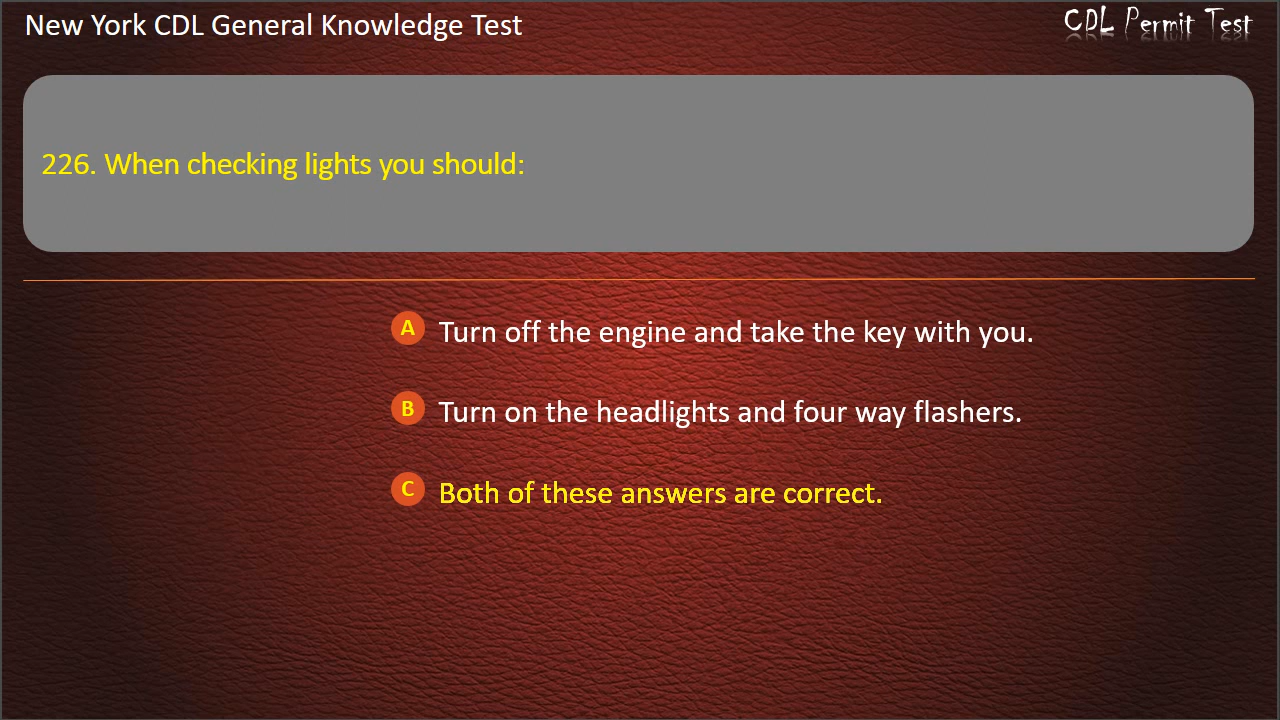 New York CDL General Knowledge Test
CDL Permit Test
226. When checking lights you should:
A Turn off the engine and take the key with you.
B Turn on the headlights and four way flashers.
C Both of these answers are correct.